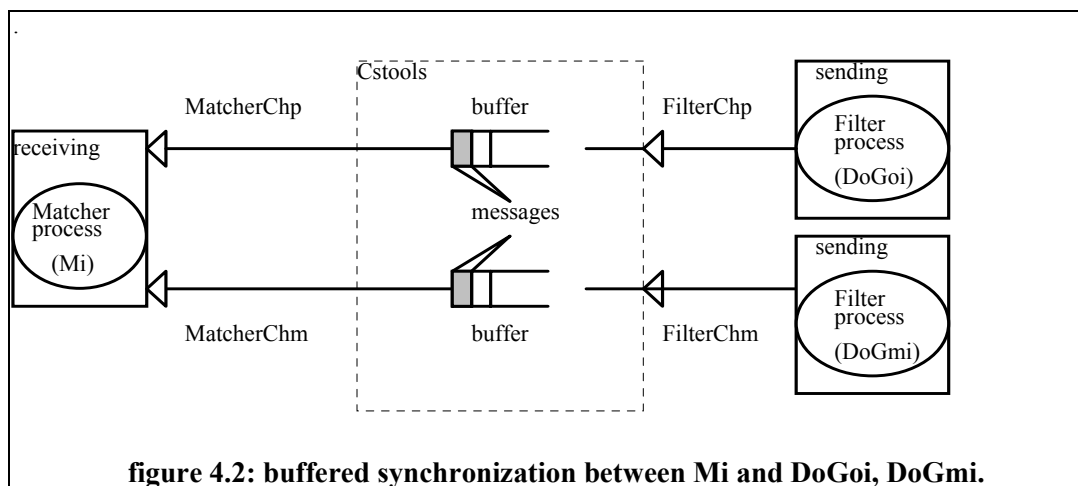 .
Cstools
sending
MatcherChp
buffer
FilterChp
Filter
process
(DoGoi)
receiving
Matcher
process
(Mi)
messages
sending
Filter
process
(DoGmi)
MatcherChm
buffer
FilterChm
figure 4.2: buffered synchronization between Mi and DoGoi, DoGmi.